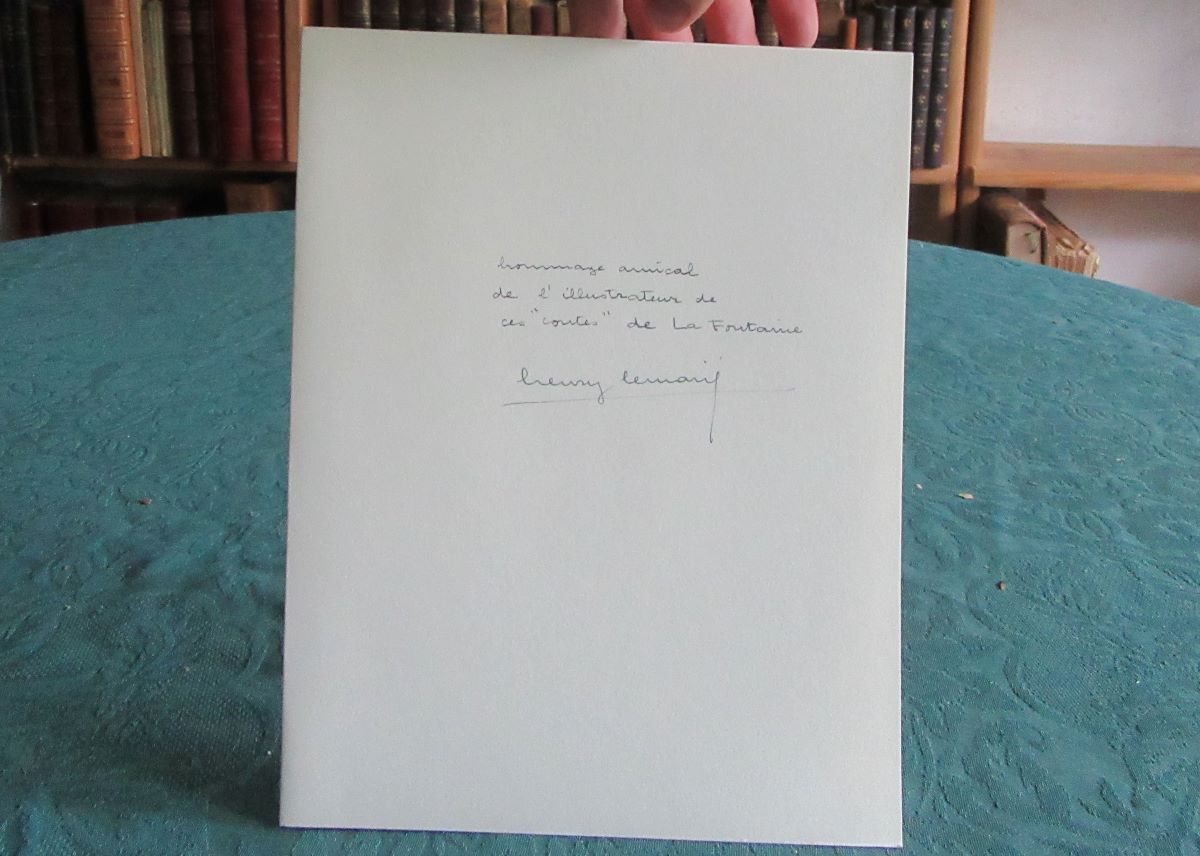 hommage amical
de l'illustrateur de
ces "contes" de La Fontaine
henry lemarié